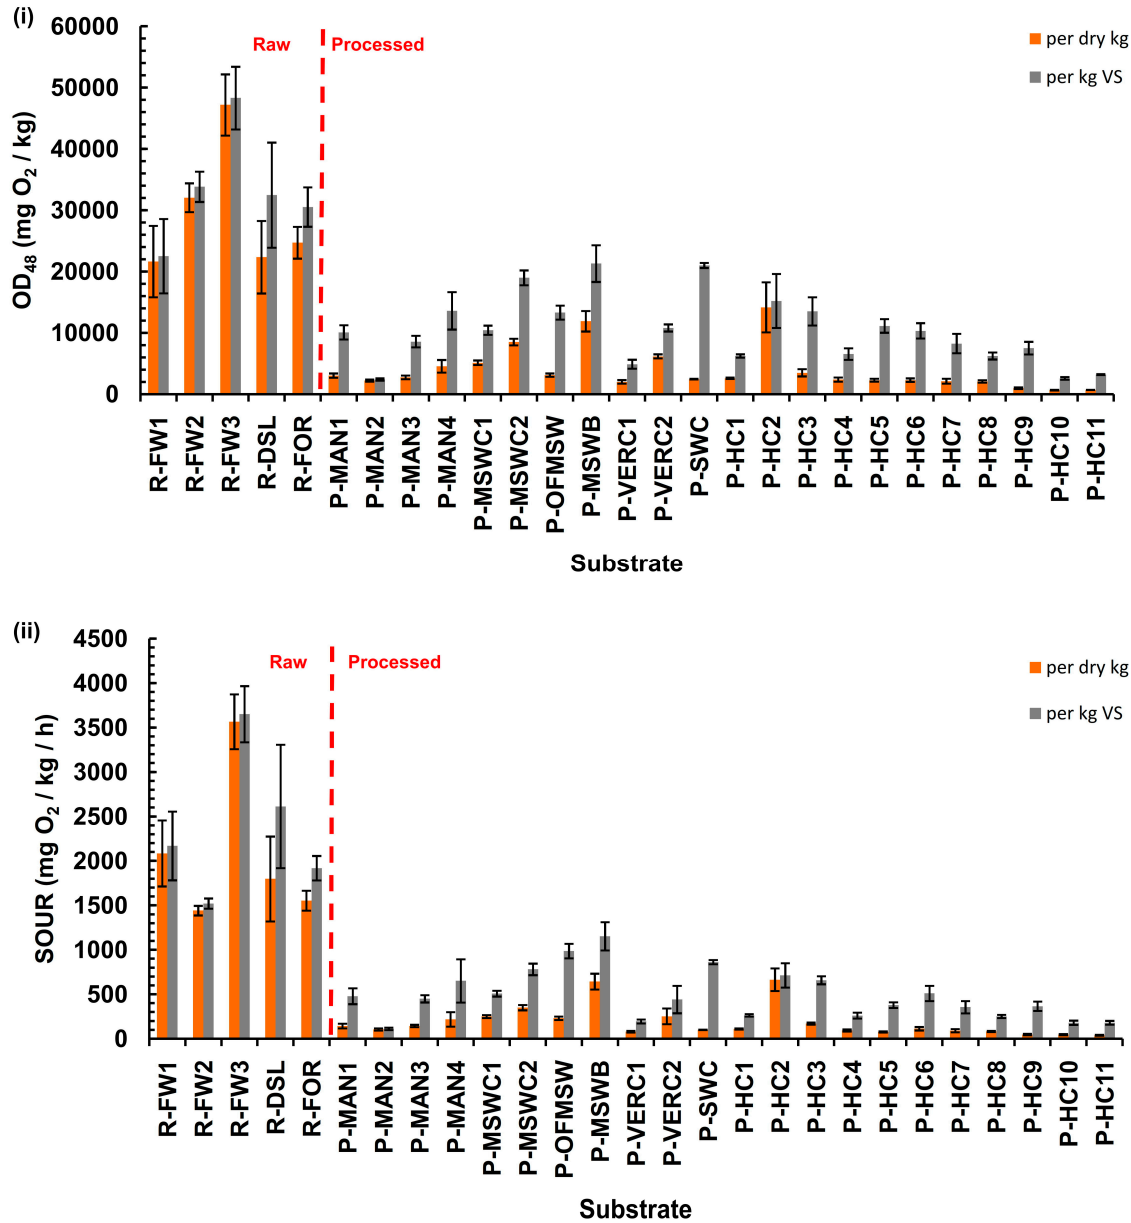 (i)
60000
50000
40000
30000
20000
10000
0
OD48 (mg O2 / kg)
Raw
Processed
per dry kg
per kg VS
R-FW1
R-FW2
R-FW3
R-DSL
R-FOR
P-MAN1
P-MAN2
P-MAN3
P-MAN4
P-MSWC1
P-MSWC2
P-OFMSW
P-MSWB
P-VERC1
P-VERC2
P-SWC
P-HC1
P-HC2
P-HC3
P-HC4
P-HC5
P-HC6
P-HC7
P-HC8
P-HC9
P-HC10
P-HC11
Substrate
(ii)
4500
4000
3500
3000
2500
2000
1500
1000
500
0
SOUR (mg O2 / kg / h)
Raw
Processed
per dry kg
per kg VS
R-FW1
R-FW2
R-FW3
R-DSL
R-FOR
P-MAN1
P-MAN2
P-MAN3
P-MAN4
P-MSWC1
P-MSWC2
P-OFMSW
P-MSWB
P-VERC1
P-VERC2
P-SWC
P-HC1
P-HC2
P-HC3
P-HC4
P-HC5
P-HC6
P-HC7
P-HC8
P-HC9
P-HC10
P-HC11
Substrate